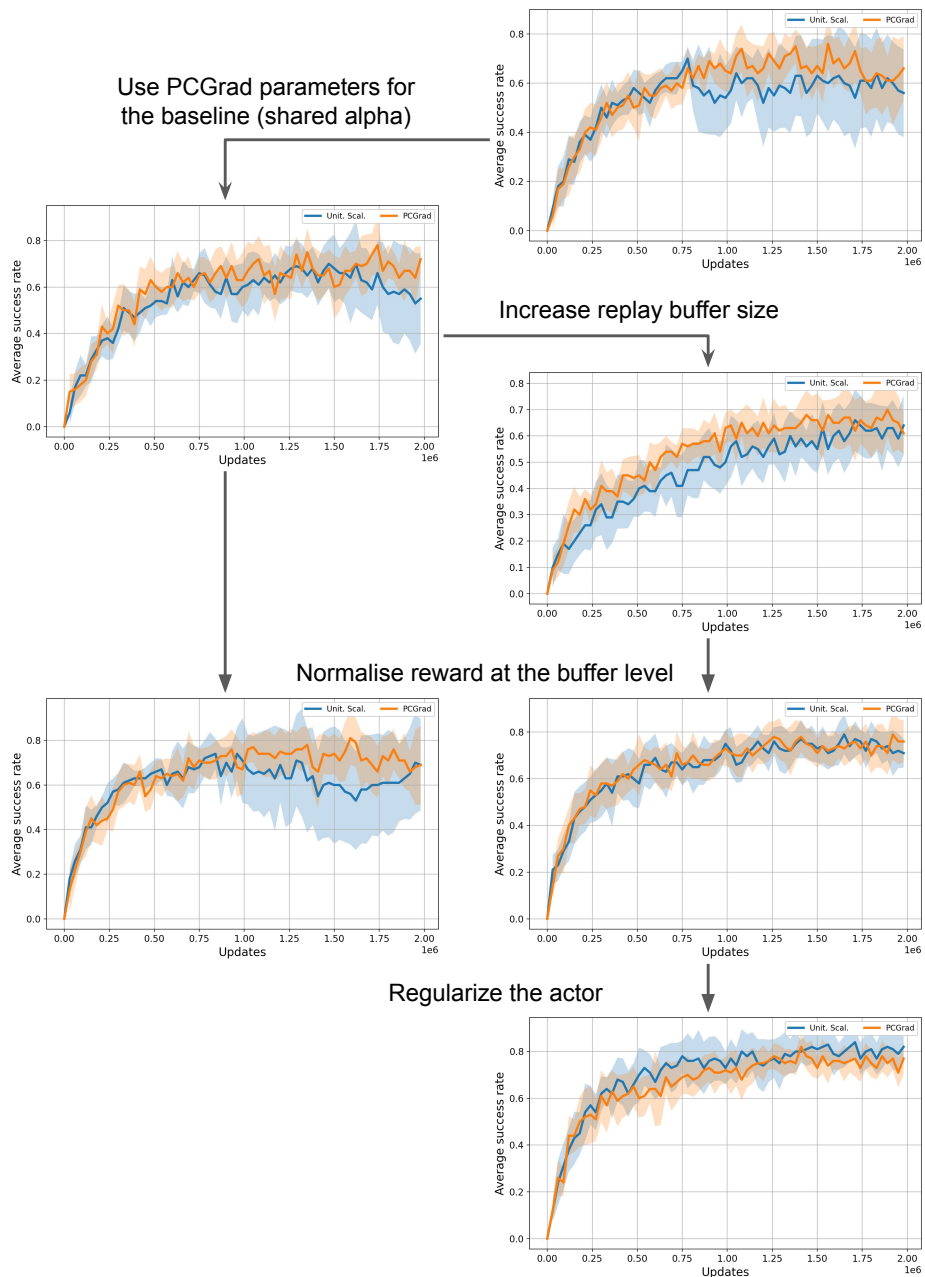 Unit. Scal. PCGrad
Average success rate
0.8
0.6
0.4
0.2
0.0
0.00 0.25 0.50 0.75 1.00 1.25 1.50 1.75 2.00
Updates
1e6
Use PCGrad parameters for
the baseline (shared alpha)
Unit. Scal. PCGrad
Average success rate
0.8
0.6
0.4
0.2
0.0
0.00 0.25 0.50 0.75 1.00 1.25 1.50 1.75 2.00
Updates
1e6
Increase replay buffer size
Unit. Scal. PCGrad
Average success rate
0.8
0.7
0.6
0.5
0.4
0.3
0.2
0.1
0.0
0.00 0.25 0.50 0.75 1.00 1.25 1.50 1.75 2.00
Updates
1e6
Normalise reward at the buffer level
Unit. Scal. PCGrad
Average success rate
0.8
0.6
0.4
0.2
0.0
0.00 0.25 0.50 0.75 1.00 1.25 1.50 1.75 2.00
Updates
1e6
Unit. Scal. PCGrad
Average success rate
0.8
0.6
0.4
0.2
0.0
0.00 0.25 0.50 0.75 1.00 1.25 1.50 1.75 2.00
Updates
1e6
Regularize the actor
Unit. Scal. PCGrad
Average success rate
0.8
0.6
0.4
0.2
0.0
0.00 0.25 0.50 0.75 1.00 1.25 1.50 1.75 2.00
Updates
1e6